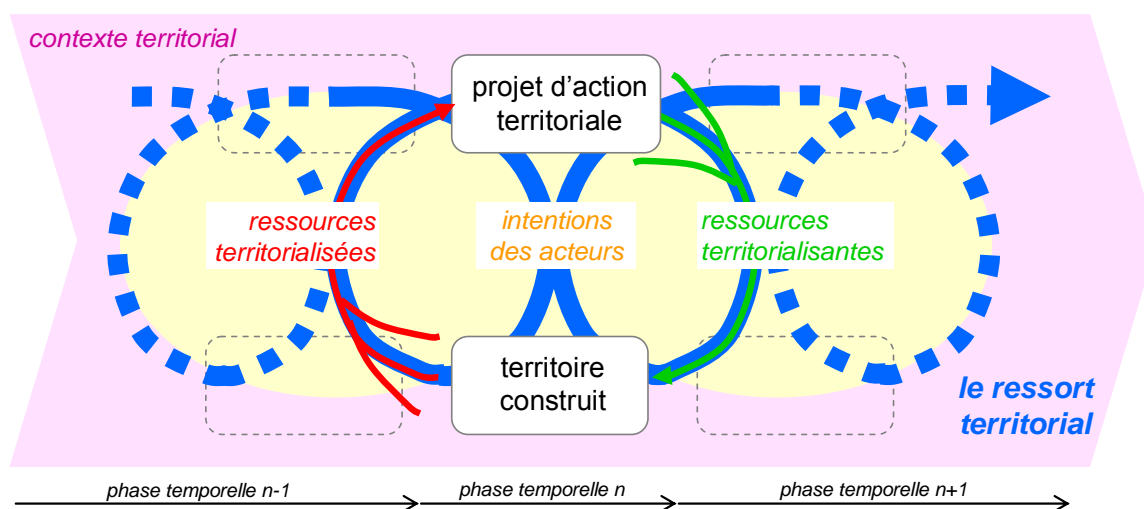 contexte territorial
projet d'action
territoriale
ressources
territorialisées
intentions
des acteurs
ressources
territorialisantes
territoire
construit
le ressort
territorial
phase temporelle n-1
phase temporelle n
phase temporelle n+1